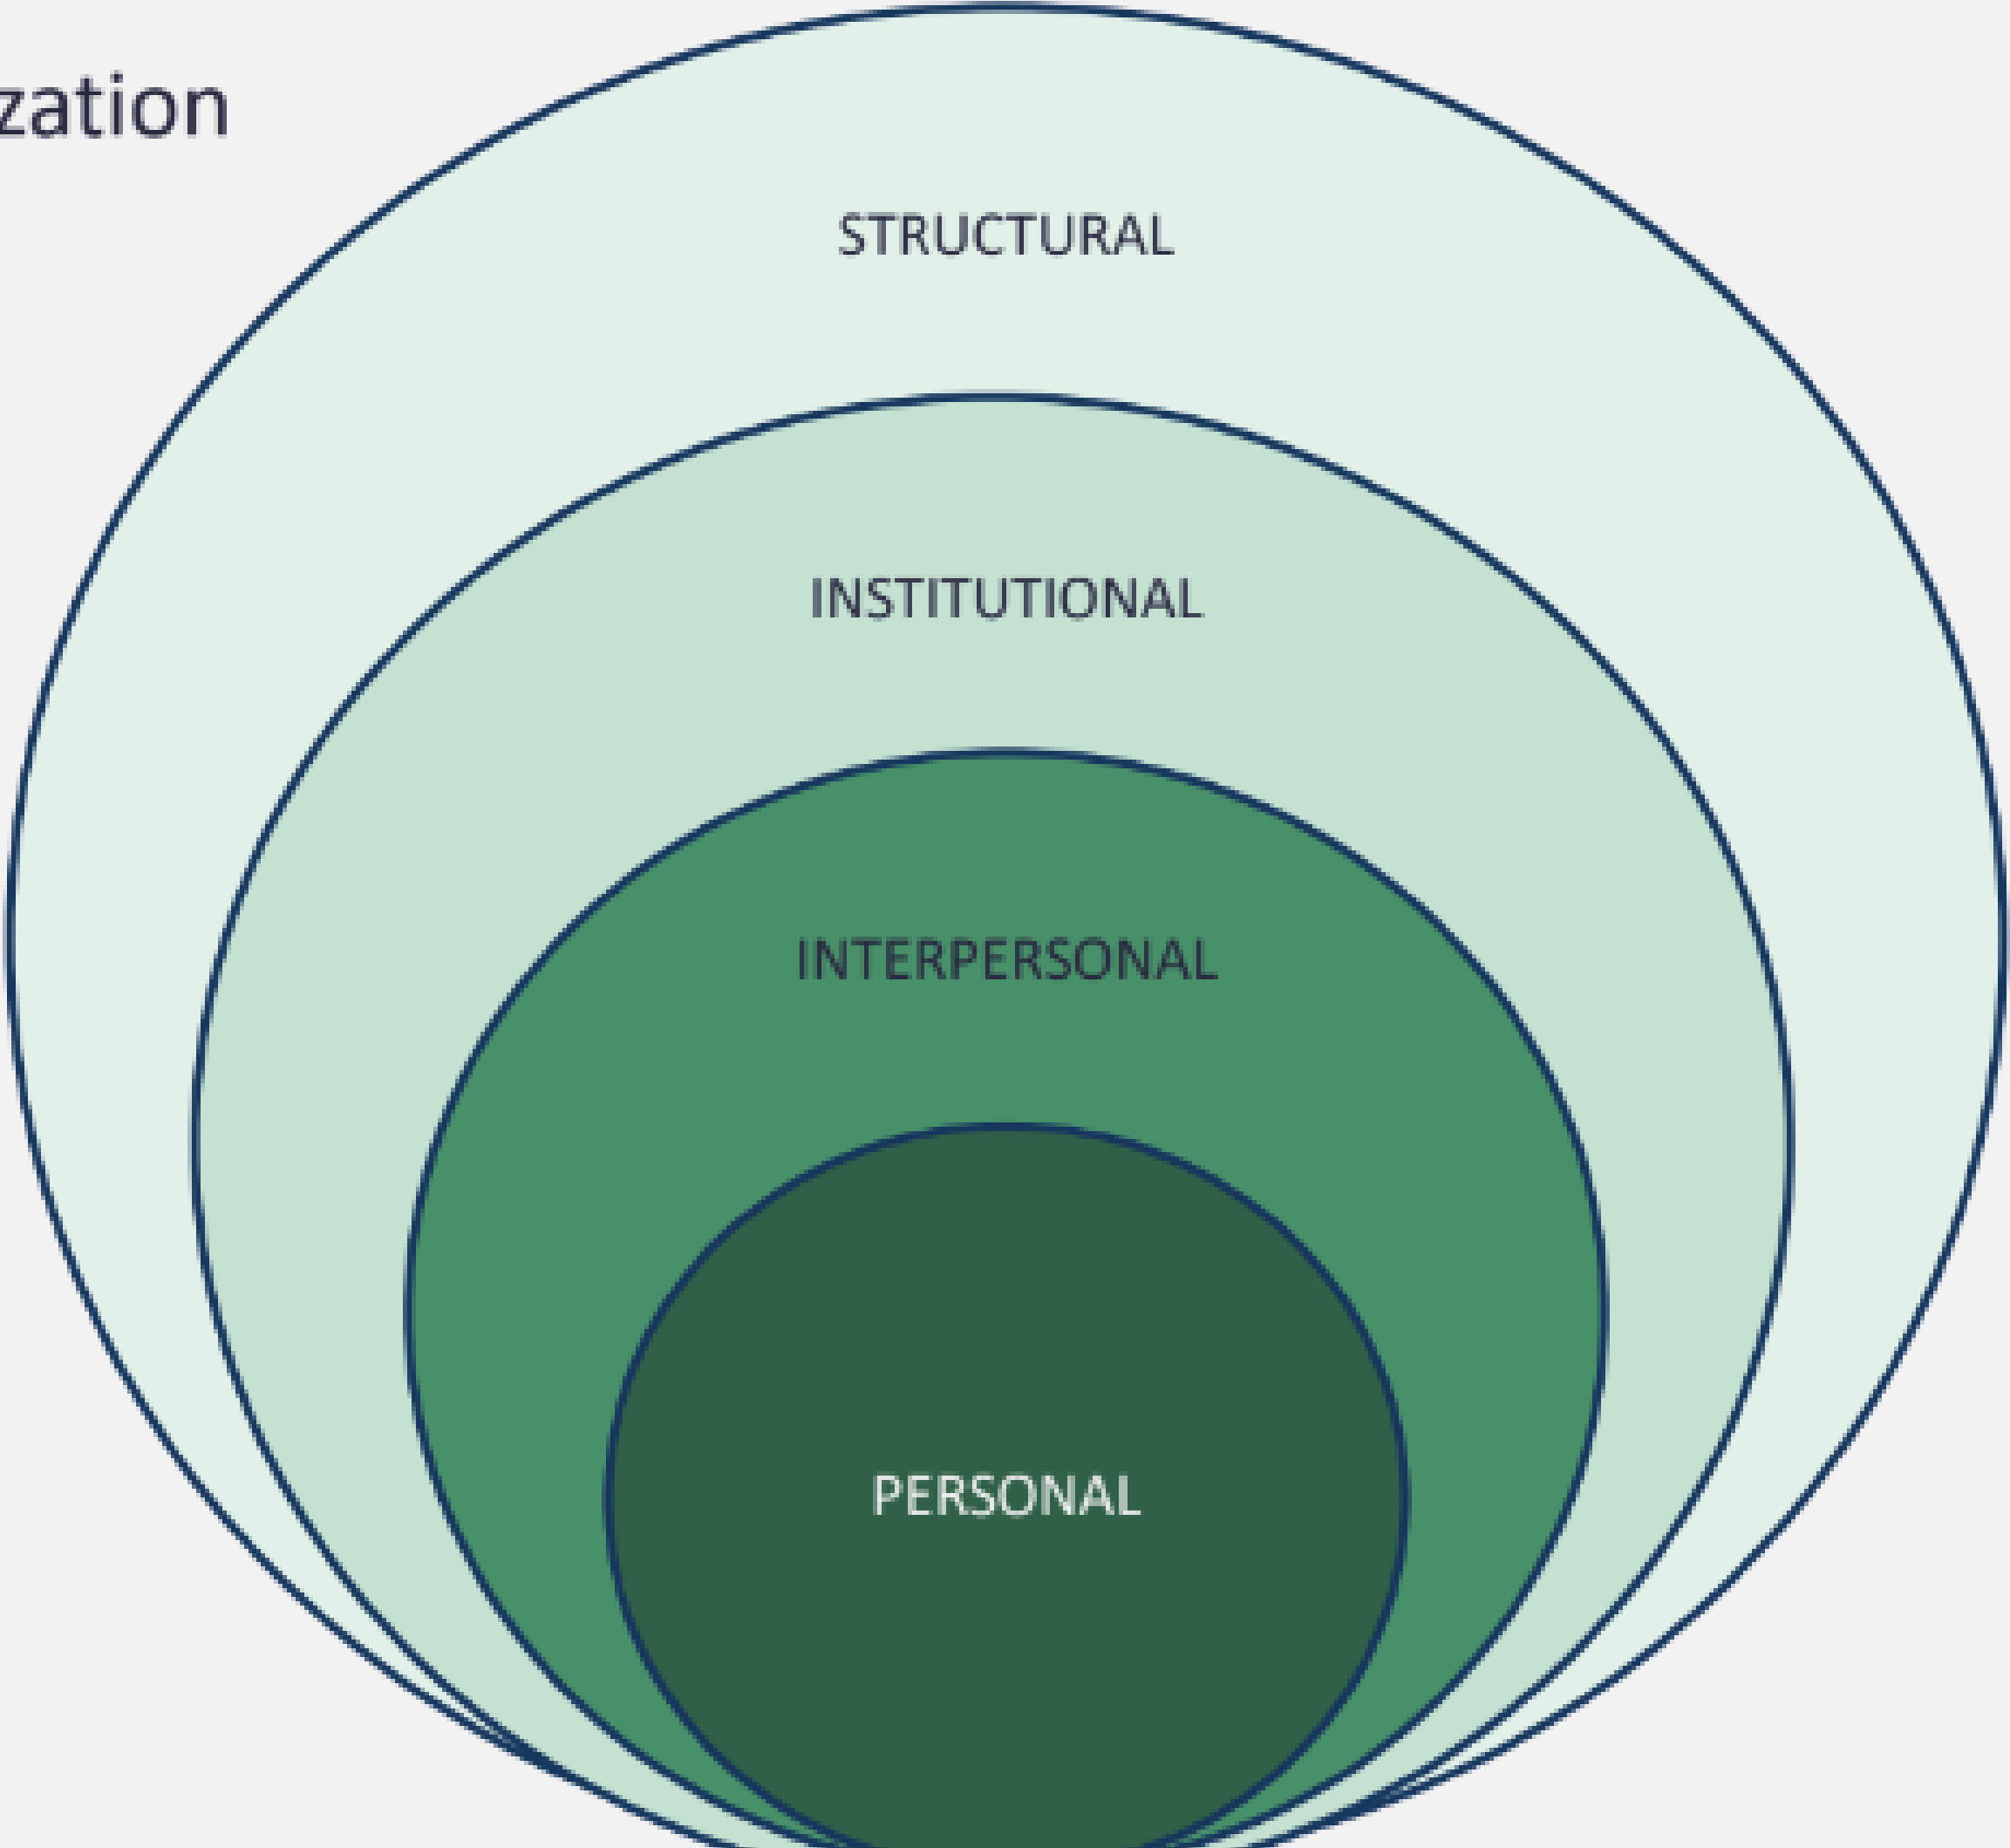 zation
STRUCTURAL
INSTITUTIONAL
INTERPERSONAL
PERSONAL